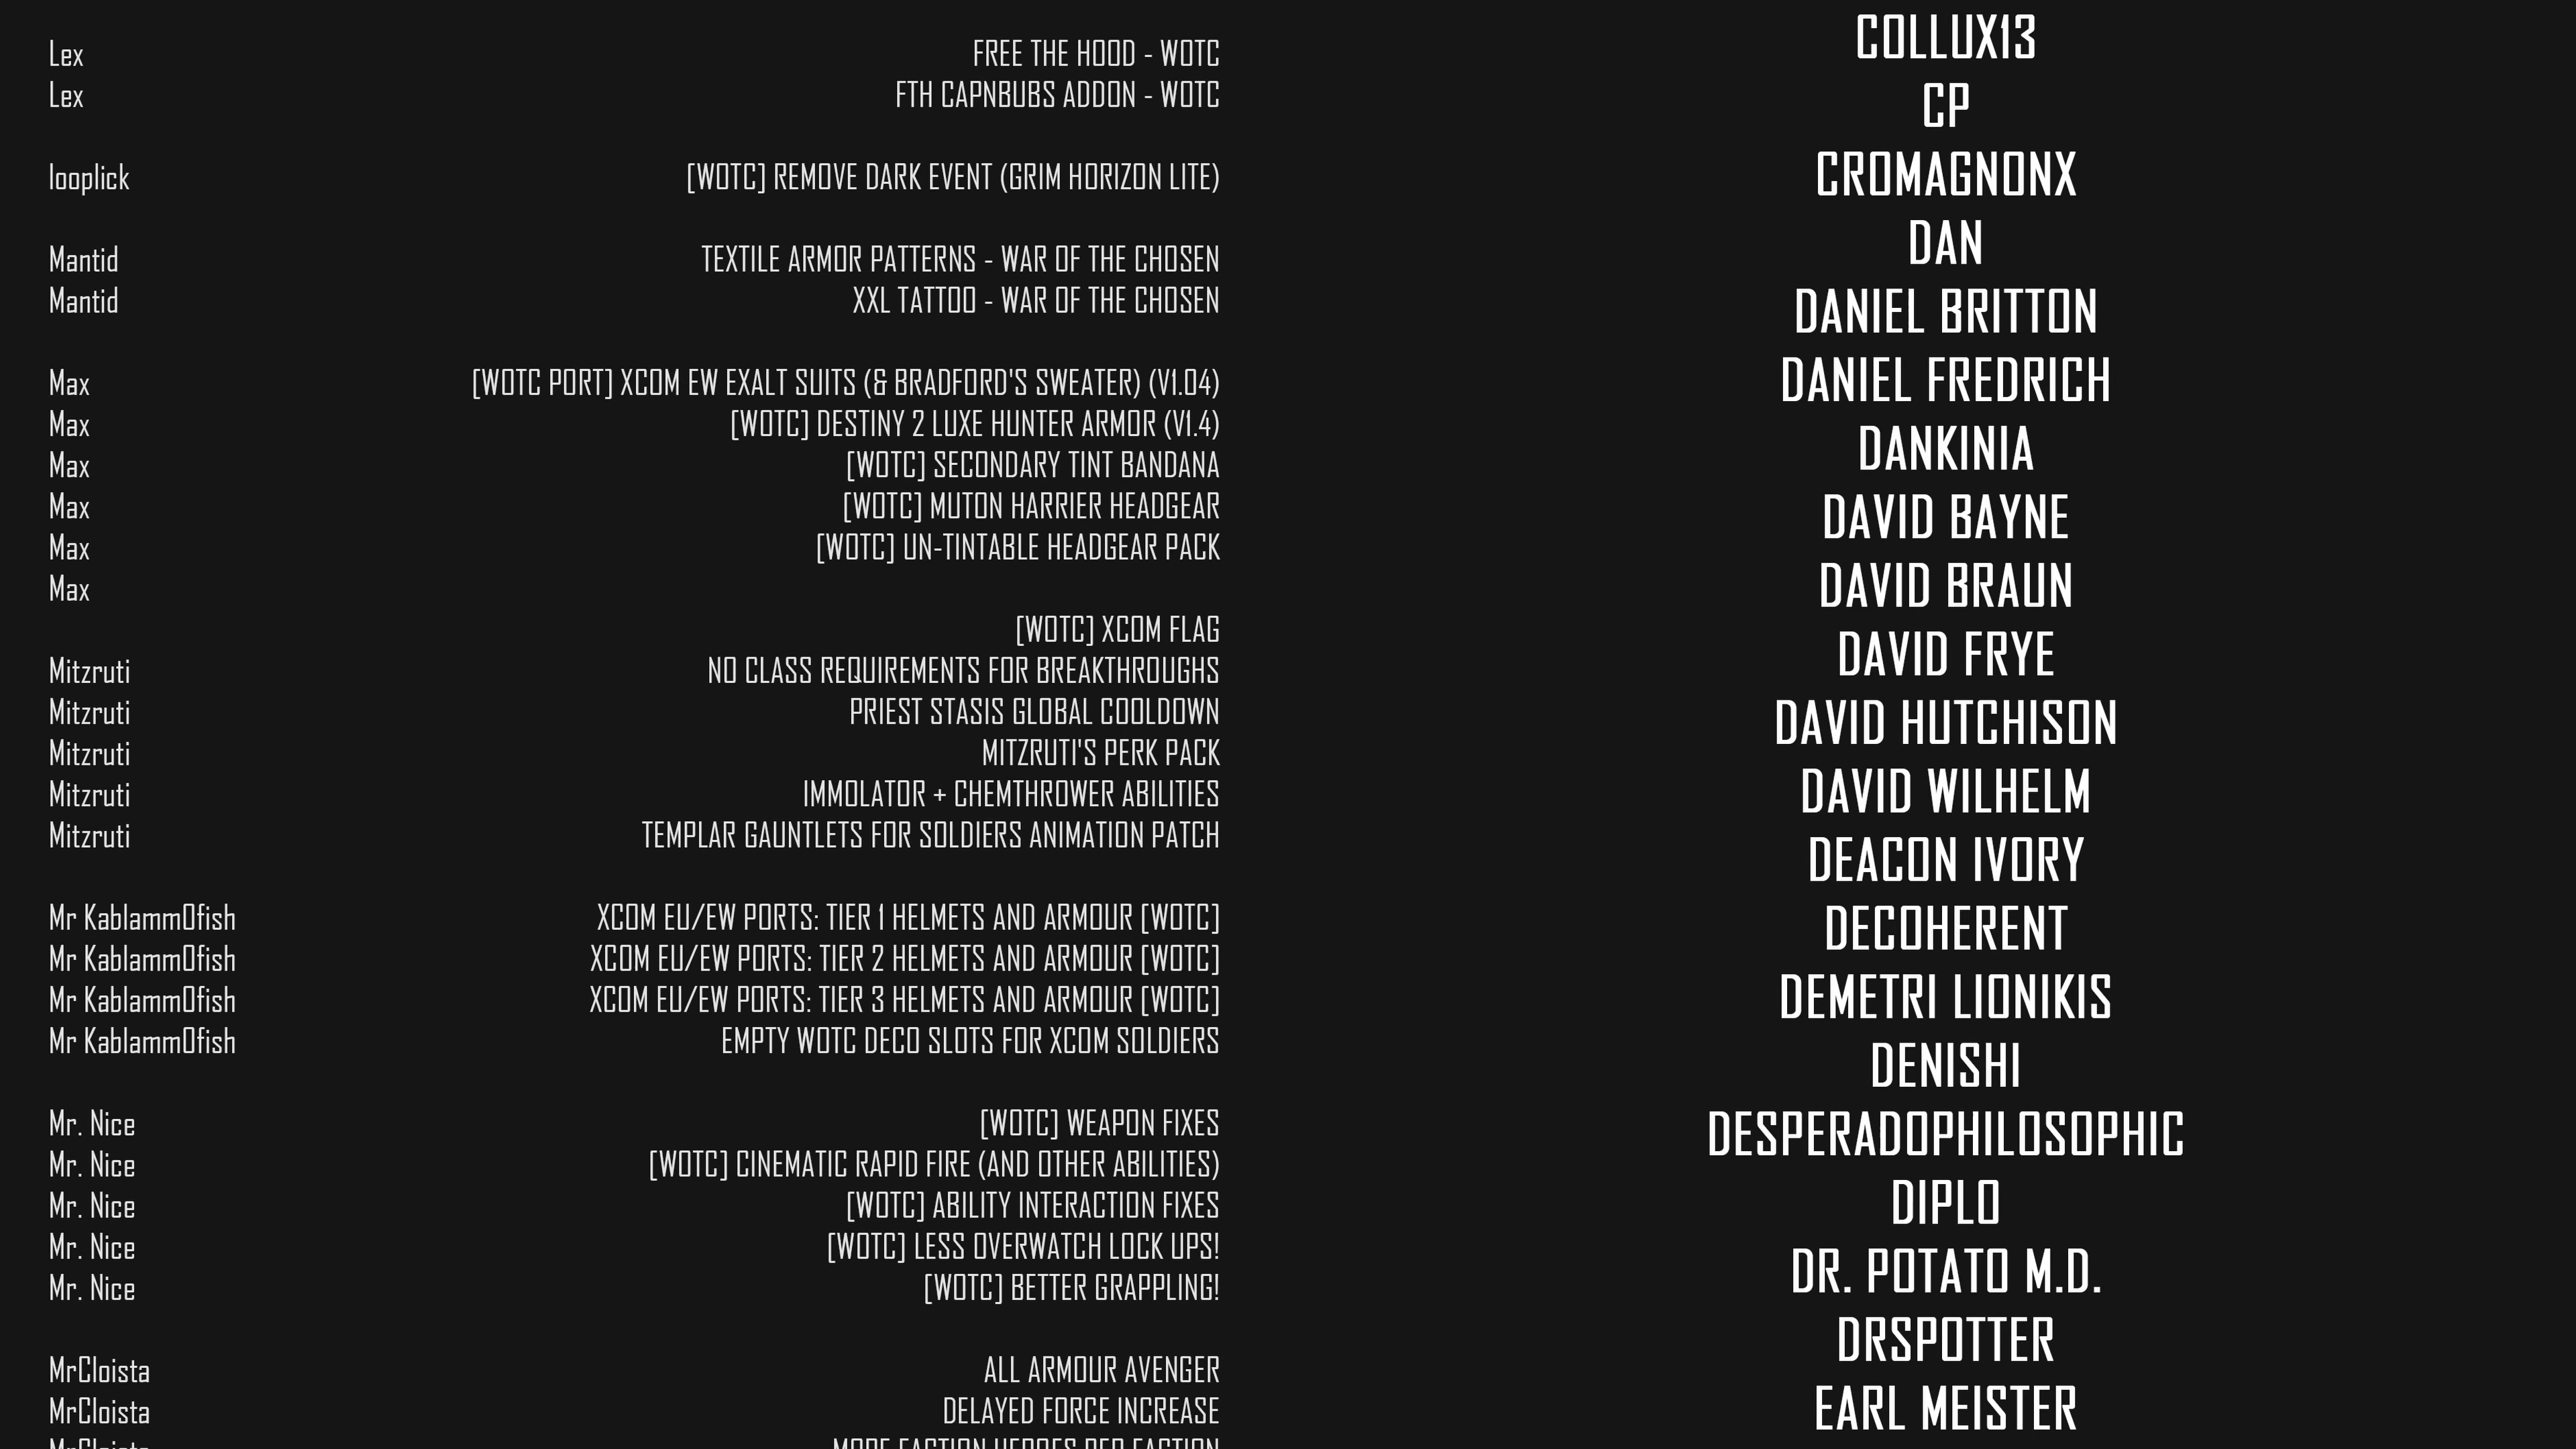 Lex FREE THE HOOD - WOTC
Lex FTH CAPNBUBS ADDON - WOTC
looplick [WOTC] REMOVE DARK EVENT (GRIM HORIZON LITE)
Mantid TEXTILE ARMOR PATTERNS - WAR OF THE CHOSEN
Mantid XXL TATTOO - WAR OF THE CHOSEN
Max [WOTC PORT] XCOM EW EXALT SUITS (& BRADFORD'S SWEATER) (V1.04)
Max [WOTC] DESTINY 2 LUXE HUNTER ARMOR (V1.4)
Max [WOTC] SECONDARY TINT BANDANA
Max [WOTC] MUTON HARRIER HEADGEAR
Max [WOTC] UN-TINTABLE HEADGEAR PACK
Max
[WOTC] XCOM FLAG
Mitzruti NO CLASS REQUIREMENTS FOR BREAKTHROUGHS
Mitzruti PRIEST STASIS GLOBAL COOLDOWN
Mitzruti MITZRUTI'S PERK PACK
Mitzruti IMMOLATOR + CHEMTHROWER ABILITIES
Mitzruti TEMPLAR GAUNTLETS FOR SOLDIERS ANIMATION PATCH
Mr Kablamm0fish XCOM EU/EW PORTS: TIER 1 HELMETS AND ARMOUR [WOTC]
Mr Kablamm0fish XCOM EU/EW PORTS: TIER 2 HELMETS AND ARMOUR [WOTC]
Mr Kablamm0fish XCOM EU/EW PORTS: TIER 3 HELMETS AND ARMOUR [WOTC]
Mr Kablamm0fish EMPTY WOTC DECO SLOTS FOR XCOM SOLDIERS
Mr. Nice [WOTC] WEAPON FIXES
Mr. Nice [WOTC] CINEMATIC RAPID FIRE (AND OTHER ABILITIES)
Mr. Nice [WOTC] ABILITY INTERACTION FIXES
Mr. Nice [WOTC] LESS OVERWATCH LOCK UPS!
Mr. Nice [WOTC] BETTER GRAPPLING!
MrCloista ALL ARMOUR AVENGER
MrCloista DELAYED FORCE INCREASE
MrCloista MORE FACTION HEROES PER FACTION
COLLUX13
CP
CROMAGNONX
DAN
DANIEL BRITTON
DANIEL FREDRICH
DANKINIA
DAVID BAYNE
DAVID BRAUN
DAVID FRYE
DAVID HUTCHISON
DAVID WILHELM
DEACON IVORY
DECOHERENT
DEMETRI LIONIKIS
DENISHI
DESPERADOPHILOSOPHIC
DIPLO
DR. POTATO M.D.
DRSPOTTER
EARL MEISTER